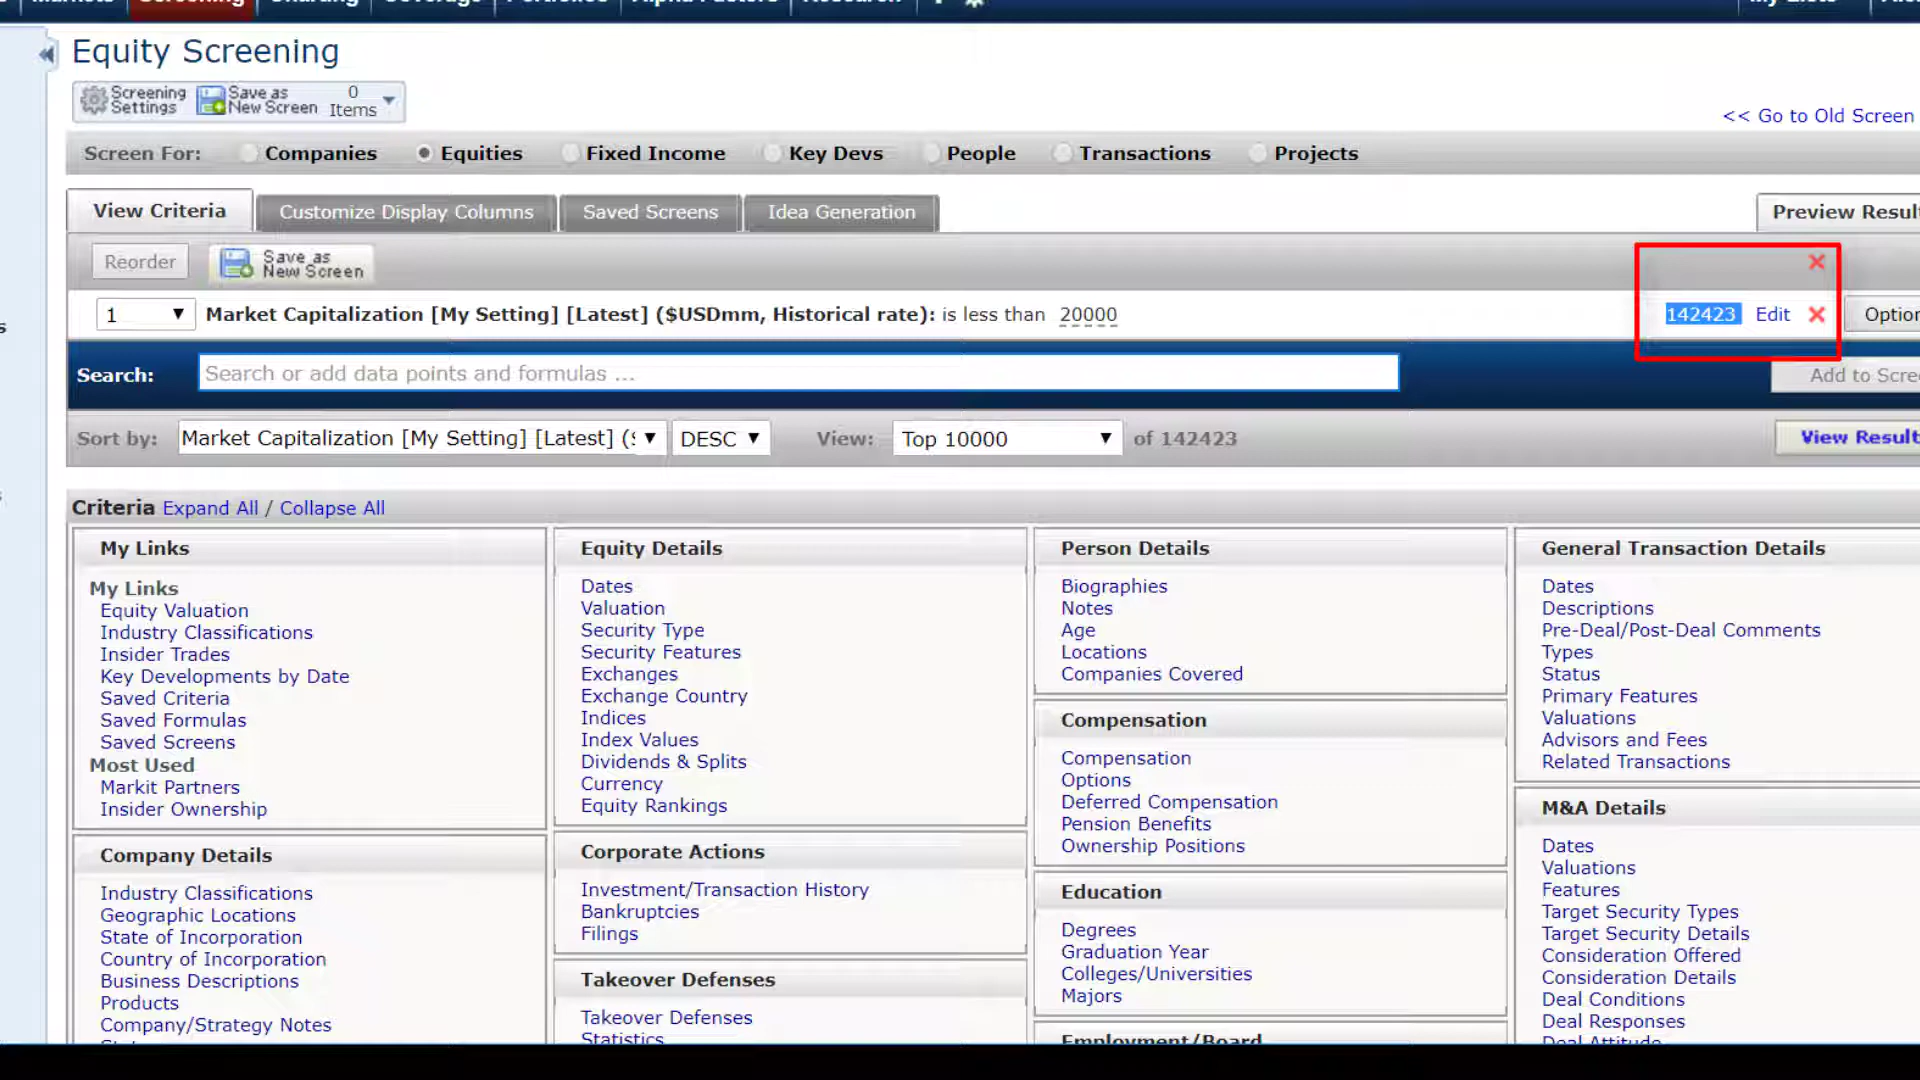 Equity Screening
Screening Settings
Save as New Screen
0 Items
<< Go to Old Screen
Screen For: Companies Equities Fixed Income Key Devs People Transactions Projects
View Criteria Customize Display Columns Saved Screens Idea Generation Preview
Reorder Save as New Screen
1 Market Capitalization [My Setting] [Latest] ($USDmm, Historical rate): is less than 20000 142423 Edit
Search: Search or add data points and formulas ... Add to
Sort by: Market Capitalization [My Setting] [Latest] ( DESC View: Top 10000 of 142423 View
Criteria Expand All / Collapse All
My Links
My Links
Equity Valuation
Industry Classifications
Insider Trades
Key Developments by Date
Saved Criteria
Saved Formulas
Saved Screens
Most Used
Markit Partners
Insider Ownership
Company Details
Industry Classifications
Geographic Locations
State of Incorporation
Country of Incorporation
Business Descriptions
Products
Company/Strategy Notes
Equity Details
Dates
Valuation
Security Type
Security Features
Exchanges
Exchange Country
Indices
Index Values
Dividends & Splits
Currency
Equity Rankings
Corporate Actions
Investment/Transaction History
Bankruptcies
Filings
Takeover Defenses
Takeover Defenses
Statistics
Person Details
Biographies
Notes
Age
Locations
Companies Covered
Compensation
Compensation
Options
Deferred Compensation
Pension Benefits
Ownership Positions
Education
Degrees
Graduation Year
Colleges/Universities
Majors
Employment/Board
General Transaction Details
Dates
Descriptions
Pre-Deal/Post-Deal Comments
Types
Status
Primary Features
Valuations
Advisors and Fees
Related Transactions
M&A Details
Dates
Valuations
Features
Target Security Types
Target Security Details
Consideration Offered
Consideration Details
Deal Conditions
Deal Responses
Deal Attitude